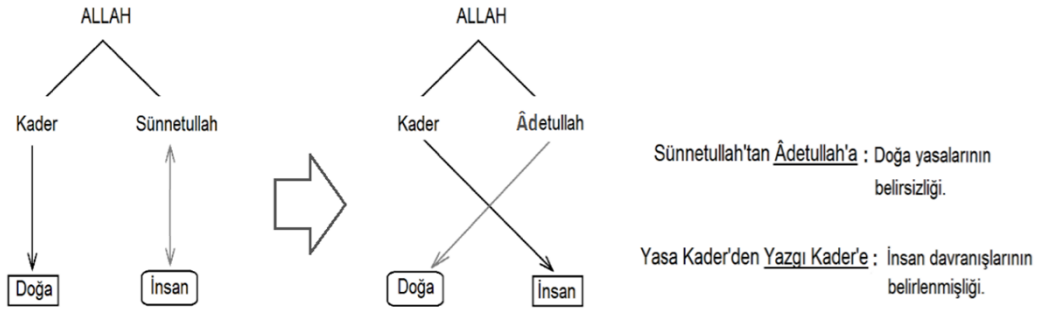 ALLAH
Kader Sünnetullah
Doğa İnsan
ALLAH
Kader Âdetullah
Doğa İnsan
Sünnetullah'tan Âdetullah'a : Doğa yasalarının
belirsizliği.
Yasa Kader'den Yazgı Kader'e : İnsan davranışlarının
belirlenmişliği.